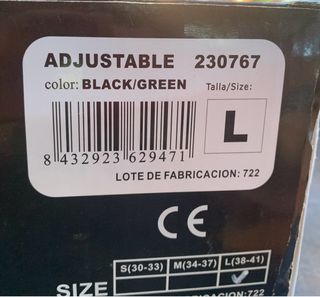 ADJUSTABLE 230767
color: BLACK/GREEN
Talla/Size:
L
8 432923 629471
LOTE DE FABRICACION: 722
CE
S(30-33) M(34-37) L(38-41)
SIZE